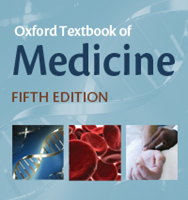 Oxford Textbook of
Medicine
FIFTH EDITION